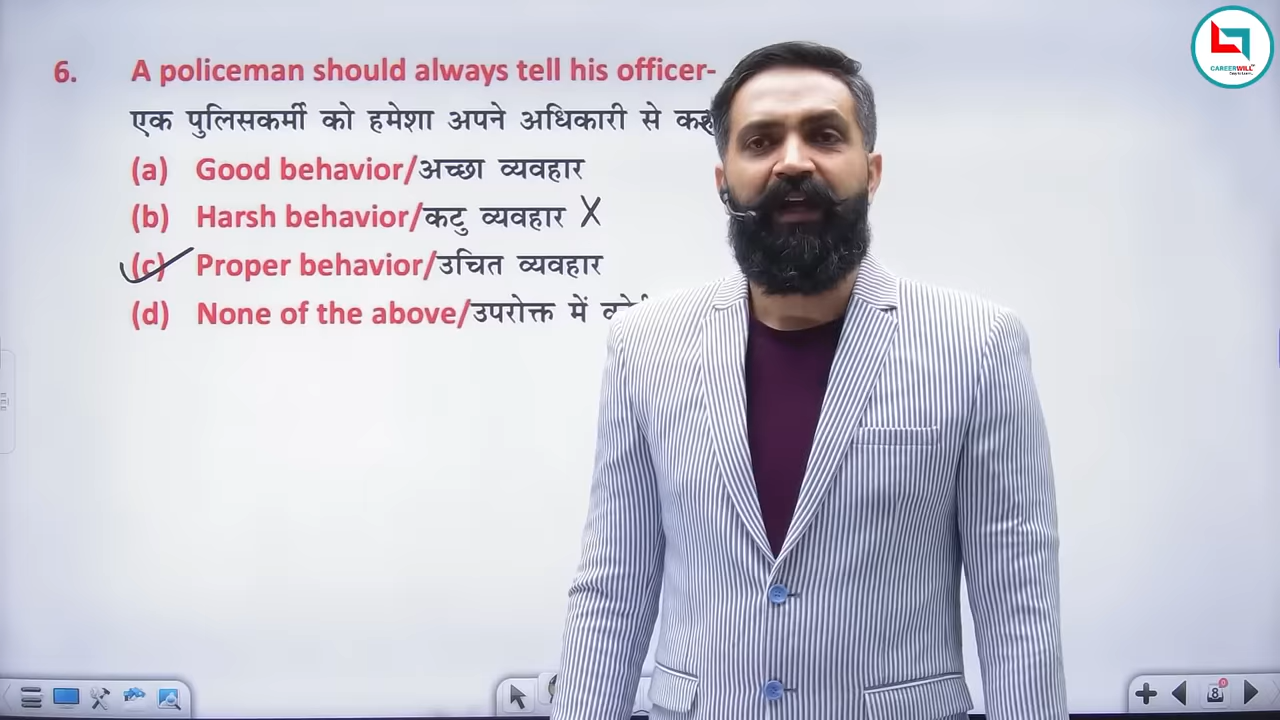 CAREERWILL
6. A policeman should always tell his officer-
एक पुलिसकर्मी को हमेशा अपने अधिकारी से
(a) Good behavior/अच्छा व्यवहार
(b) Harsh behavior/कटु व्यवहार X
(c) Proper behavior/उचित व्यवहार
(d) None of the above/उपरोक्त में
8